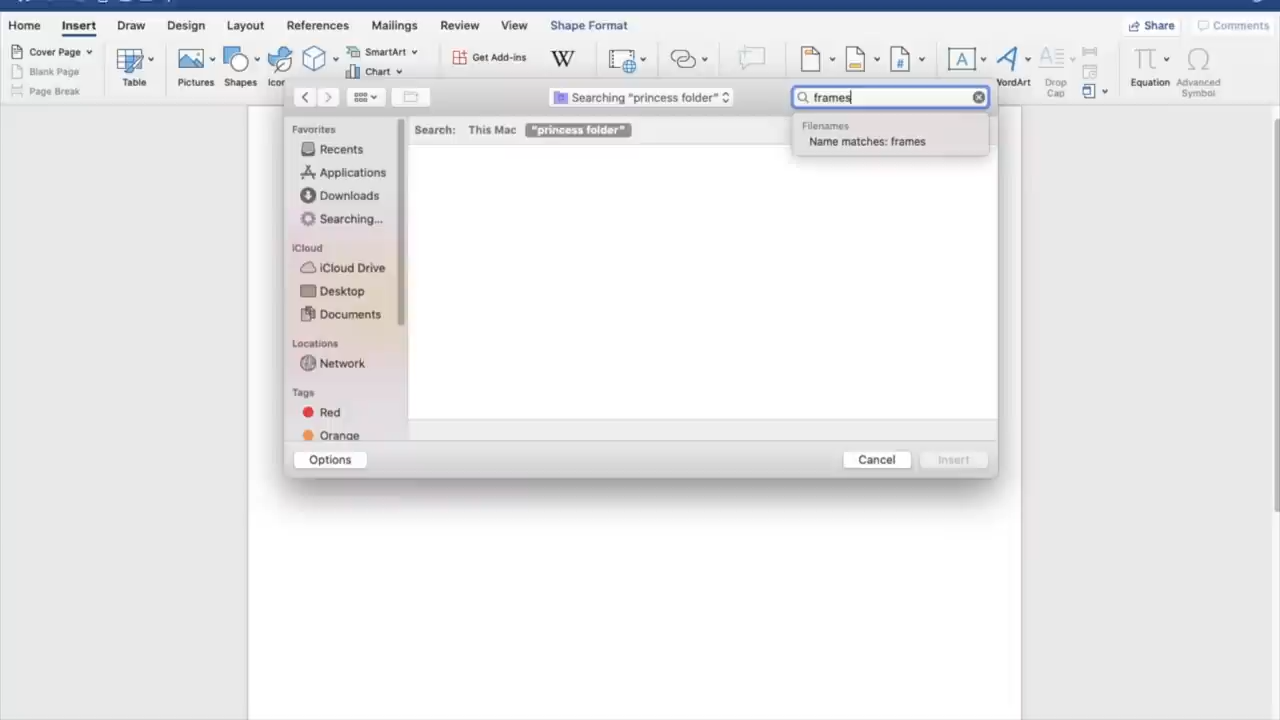 Home Insert Draw Design Layout References Mailings Review View Shape Format Share Comments
Cover Page SmartArt Get Add-ins W
Blank Page Chart
Page Break Table Pictures Shapes WordArt Drop Cap Equation Advanced Symbol
Searching "princess folder" frames
Filenames
Name matches: frames
Search: This Mac "princess folder"
Favorites
Recents
Applications
Downloads
Searching...
iCloud
iCloud Drive
Desktop
Documents
Locations
Network
Tags
Red
Orange
Options Cancel Insert